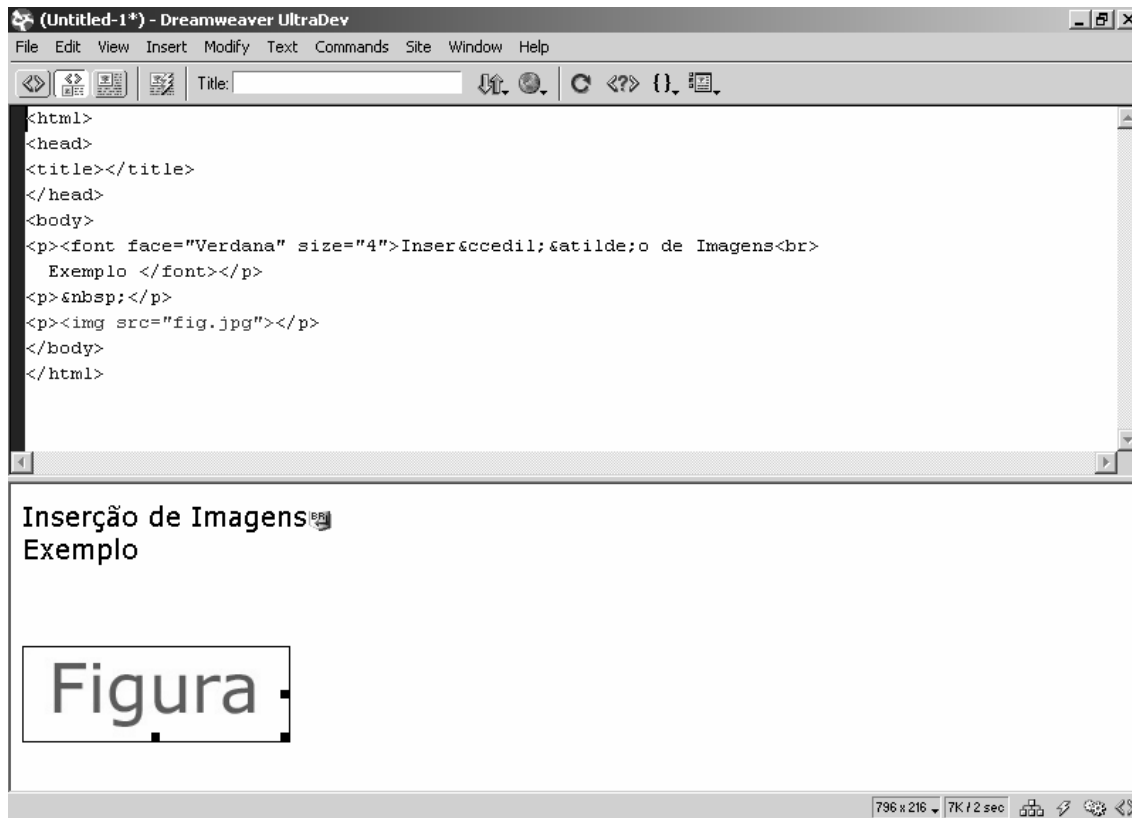 (Untitled-1*) - Dreamweaver UltraDev
File Edit View Insert Modify Text Commands Site Window Help
Title:
<html>
<head>
<title></title>
</head>
<body>
<p><font face="Verdana" size="4">Inser&ccedil;&atilde;o de Imagens<br>
Exemplo </font></p>
<p>&nbsp;</p>
<p><img src="fig.jpg"></p>
</body>
</html>
Inserção de Imagens
Exemplo
Figura
796 x 216 7K / 2 sec